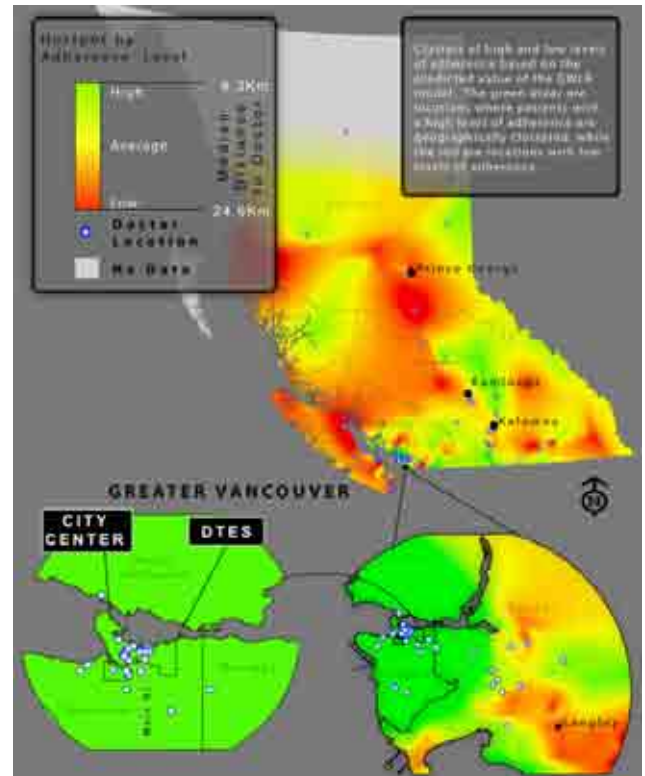 Hotspot by
Adherence Level
High
Average
Low
Median
Distance
to Doctor
24.6Km
Doctor
Location
No Data
Clusters of high and low levels
of adherence based on the
predicted value of the GWLR
model. The green areas are
locations where patients with
a high level of adherence are
geographically clustered, while
the red are locations with low
levels of adherence.
Prince George
Kamloops
Kelowna
GREATER VANCOUVER
N
CITY
CENTER
DTES
Langley